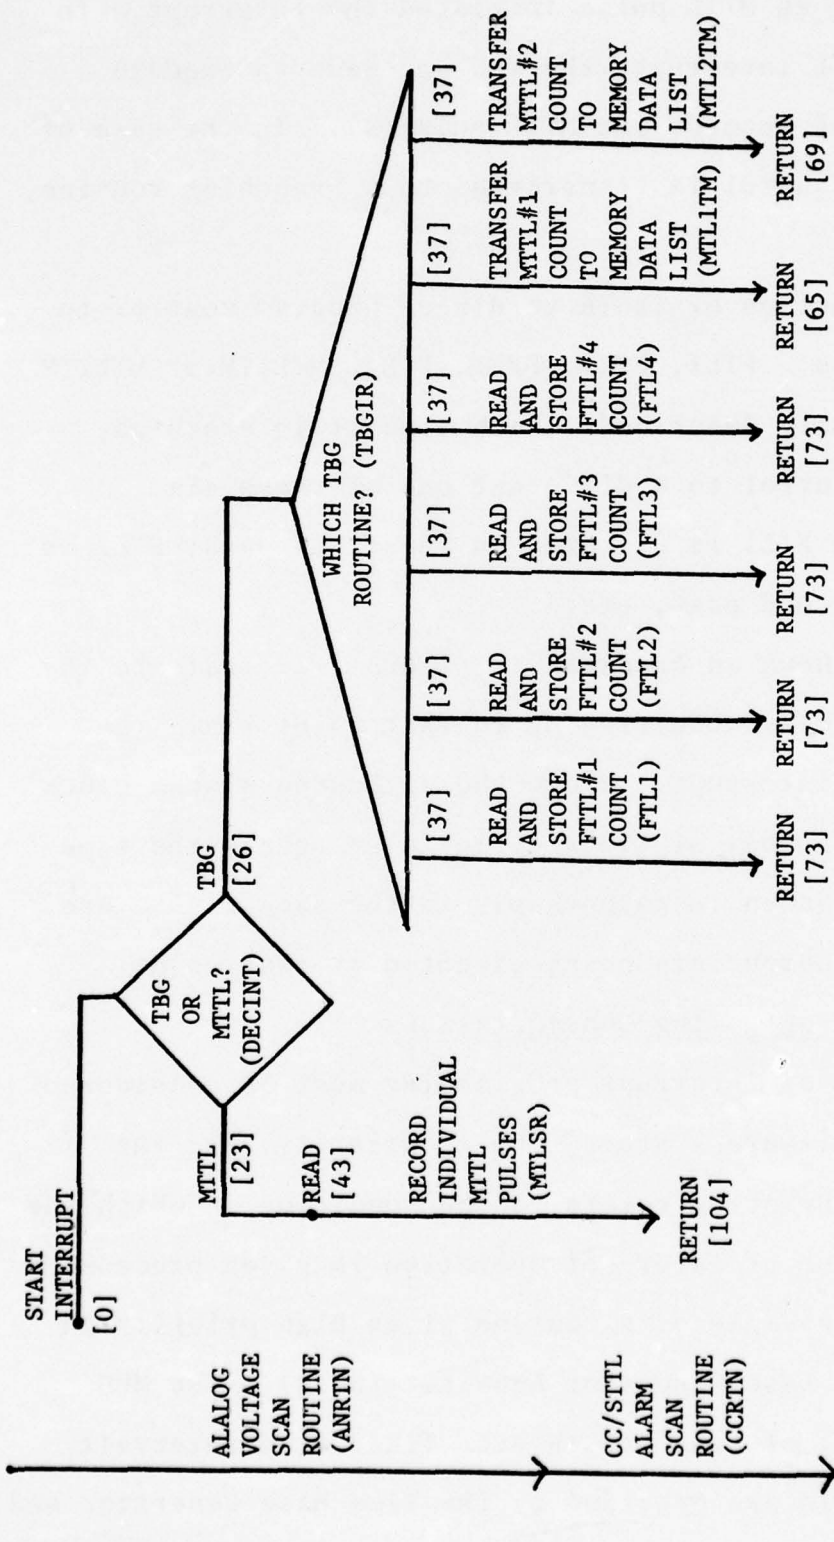 START
INTERRUPT
[0]
TBG
OR
MTTL?
(DECINT)
TBG
[26]
MTTL
[23]
READ
[43]
RECORD
INDIVIDUAL
MTTL
PULSES
(MTLSR)
RETURN
[104]
WHICH TBG
ROUTINE? (TBGIR)
[37]
READ
AND
STORE
FTTL#1
COUNT
(FTL1)
RETURN
[73]
[37]
READ
AND
STORE
FTTL#2
COUNT
(FTL2)
RETURN
[73]
[37]
READ
AND
STORE
FTTL#3
COUNT
(FTL3)
RETURN
[73]
[37]
READ
AND
STORE
FTTL#4
COUNT
(FTL4)
RETURN
[73]
[37]
TRANSFER
MTTL#1
COUNT
TO
MEMORY
DATA
LIST
(MTL1TM)
RETURN
[65]
[37]
TRANSFER
MTTL#2
COUNT
TO
MEMORY
DATA
LIST
(MTL2TM)
RETURN
[69]
ALALOG
VOLTAGE
SCAN
ROUTINE
(ANRTN)
CC/STTL
ALARM
SCAN
ROUTINE
(CCRTN)